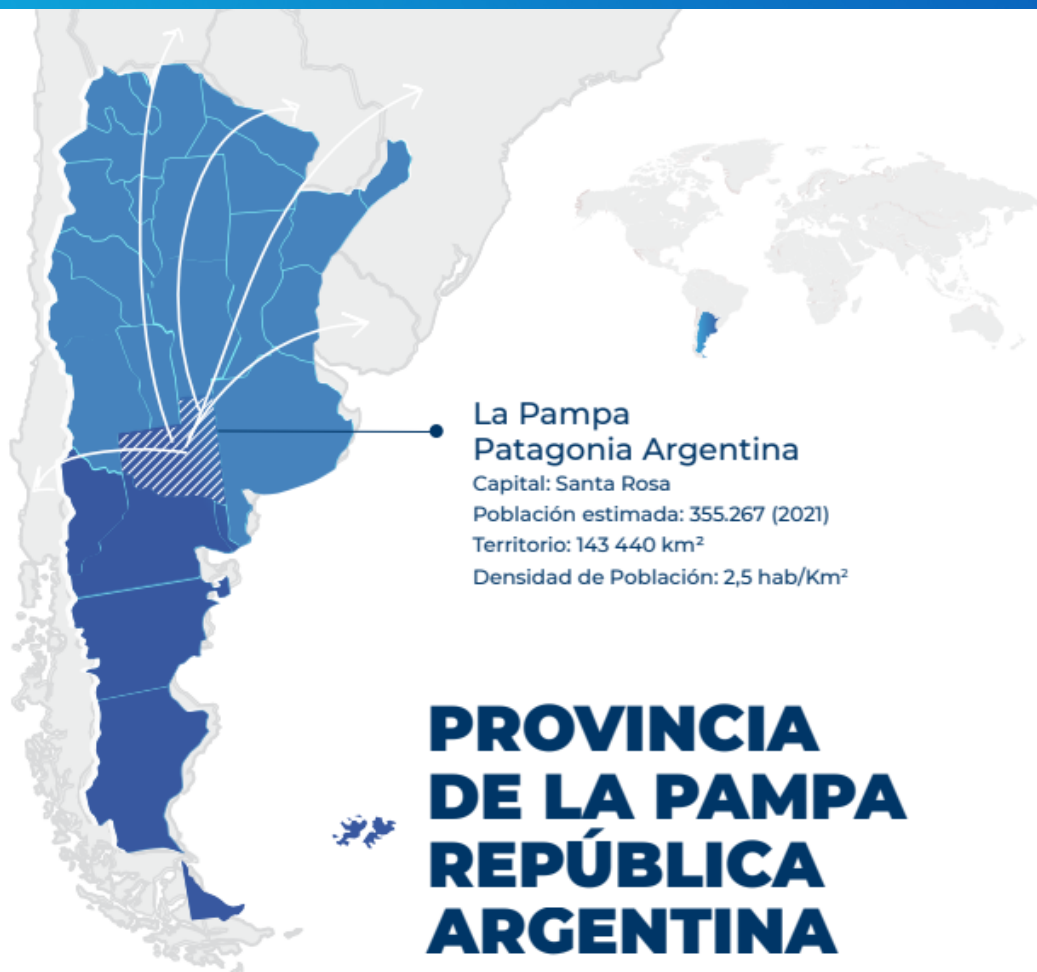 La Pampa
Patagonia Argentina
Capital: Santa Rosa
Población estimada: 355.267 (2021)
Territorio: 143 440 km²
Densidad de Población: 2,5 hab/Km²
PROVINCIA
DE LA PAMPA
REPÚBLICA
ARGENTINA